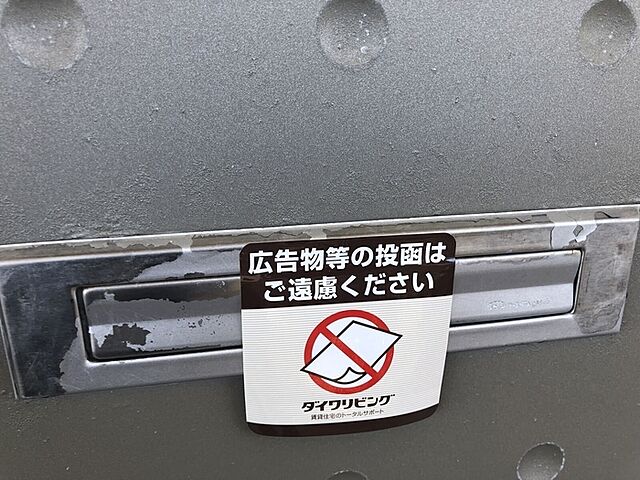 広告物等の投函は
ご遠慮ください
ダイワリビング
賃貸住宅のトータルサポート